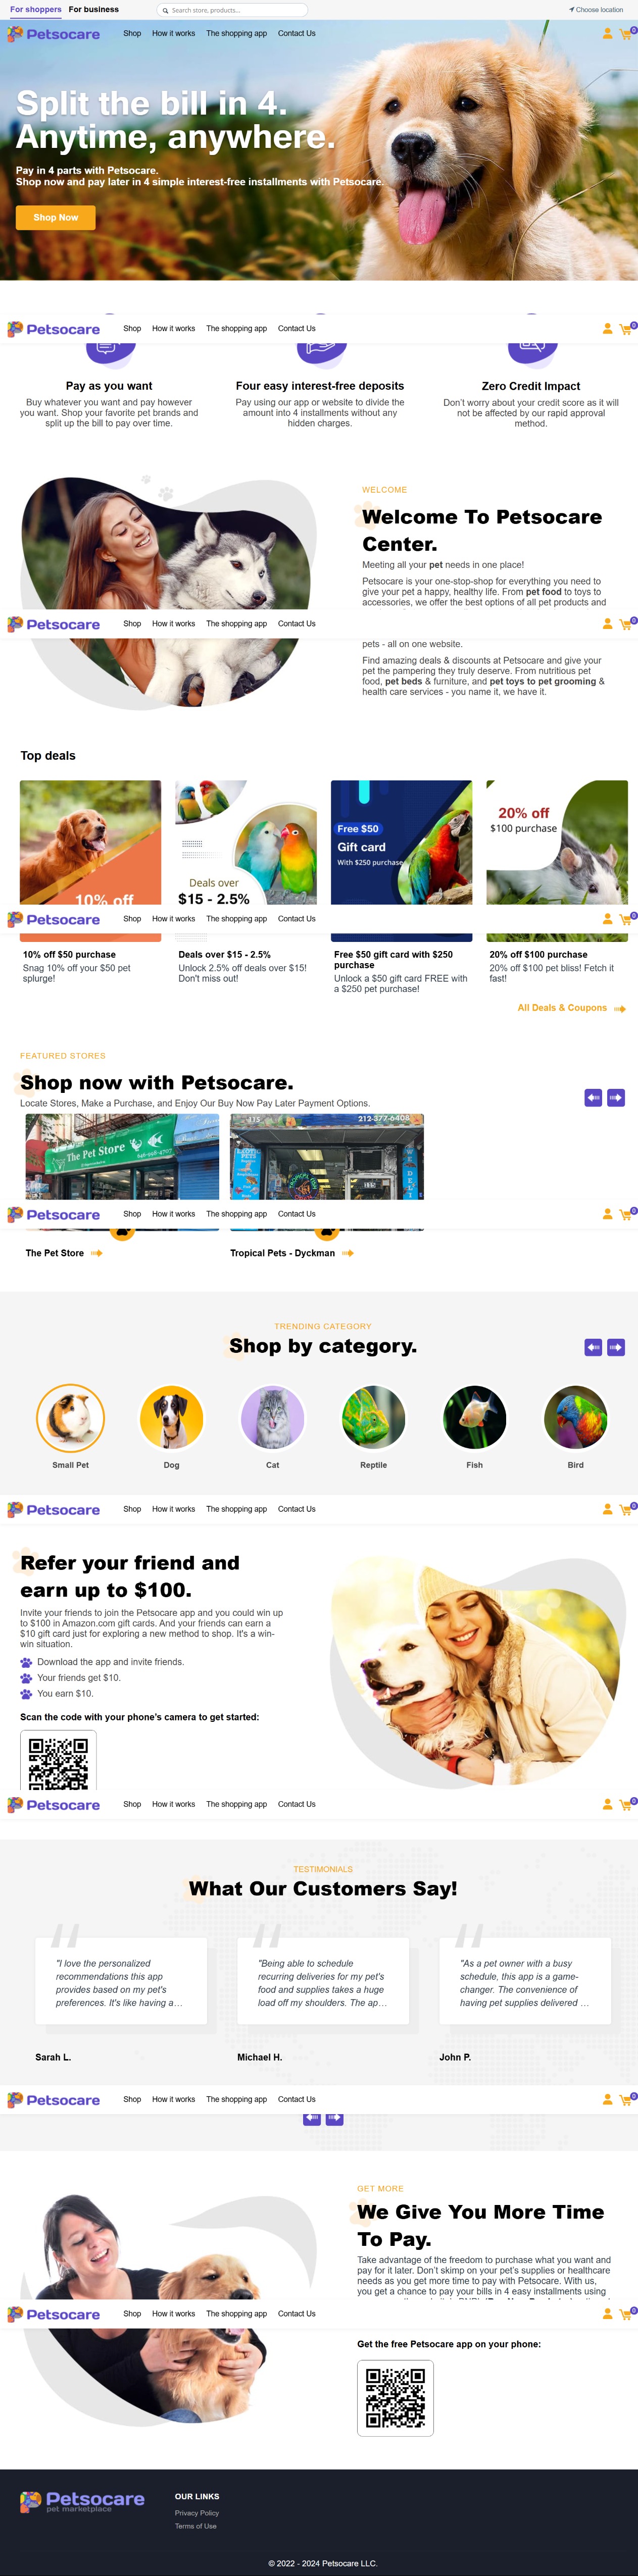 For shoppers For business Search store, products... Choose location
Petsocare Shop How it works The shopping app Contact Us 0
Split the bill in 4.
Anytime, anywhere.
Pay in 4 parts with Petsocare.
Shop now and pay later in 4 simple interest-free installments with Petsocare.
Shop Now
Petsocare Shop How it works The shopping app Contact Us 0
Pay as you want
Buy whatever you want and pay however
you want. Shop your favorite pet brands and
split up the bill to pay over time.
Four easy interest-free deposits
Pay using our app or website to divide the
amount into 4 installments without any
hidden charges.
Zero Credit Impact
Don't worry about your credit score as it will
not be affected by our rapid approval
method.
WELCOME
Welcome To Petsocare
Center.
Meeting all your pet needs in one place!
Petsocare is your one-stop-shop for everything you need to
give your pet a happy, healthy life. From pet food to toys to
accessories, we offer the best options of all pet products and
Petsocare Shop How it works The shopping app Contact Us 0
pets - all on one website.
Find amazing deals & discounts at Petsocare and give your
pet the pampering they truly deserve. From nutritious pet
food, pet beds & furniture, and pet toys to pet grooming &
health care services - you name it, we have it.
Top deals
10% off
Deals over
$15 - 2.5%
Free $50
Gift card
With $250 purchase
20% off
$100 purchase
Petsocare Shop How it works The shopping app Contact Us 0
10% off $50 purchase
Snag 10% off your $50 pet
splurge!
Deals over $15 - 2.5%
Unlock 2.5% off deals over $15!
Don't miss out!
Free $50 gift card with $250
purchase
Unlock a $50 gift card FREE with
a $250 pet purchase!
20% off $100 purchase
20% off $100 pet bliss! Fetch it
fast!
All Deals & Coupons
FEATURED STORES
Shop now with Petsocare.
Locate Stores, Make a Purchase, and Enjoy Our Buy Now Pay Later Payment Options.
The Pet Store
115 212-377-6408
Petsocare Shop How it works The shopping app Contact Us 0
The Pet Store
Tropical Pets - Dyckman
TRENDING CATEGORY
Shop by category.
Small Pet
Dog
Cat
Reptile
Fish
Bird
Petsocare Shop How it works The shopping app Contact Us 0
Refer your friend and
earn up to $100.
Invite your friends to join the Petsocare app and you could win up
to $100 in Amazon.com gift cards. And your friends can earn a
$10 gift card just for exploring a new method to shop. It's a win-
win situation.
Download the app and invite friends.
Your friends get $10.
You earn $10.
Scan the code with your phone's camera to get started:
Petsocare Shop How it works The shopping app Contact Us 0
TESTIMONIALS
What Our Customers Say!
"I love the personalized
recommendations this app
provides based on my pet's
preferences. It's like having a…
Sarah L.
"Being able to schedule
recurring deliveries for my pet's
food and supplies takes a huge
load off my shoulders. The ap…
Michael H.
"As a pet owner with a busy
schedule, this app is a game-
changer. The convenience of
having pet supplies delivered …
John P.
Petsocare Shop How it works The shopping app Contact Us 0
GET MORE
We Give You More Time
To Pay.
Take advantage of the freedom to purchase what you want and
pay for it later. Don't skimp on your pet's supplies or healthcare
needs as you get more time to pay with Petsocare. With us,
you get a chance to pay your bills in 4 easy installments using
Petsocare Shop How it works The shopping app Contact Us 0
Get the free Petsocare app on your phone:
Petsocare
pet marketplace
OUR LINKS
Privacy Policy
Terms of Use
© 2022 - 2024 Petsocare LLC.